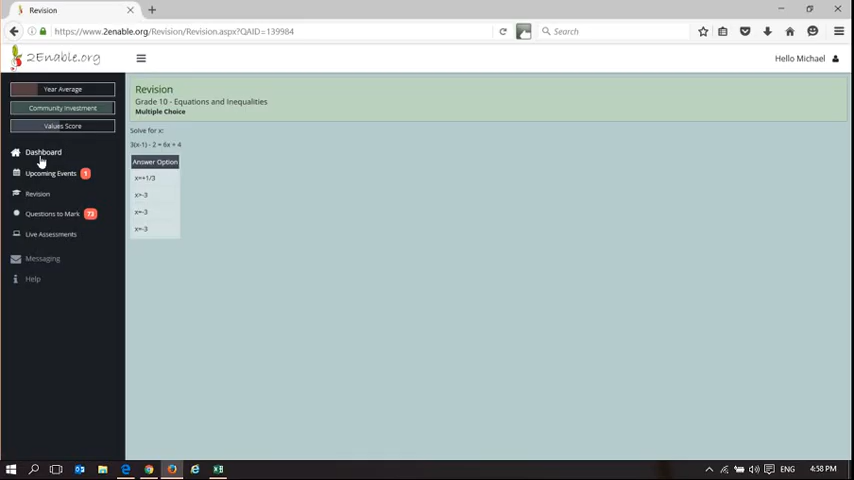 Revision
https://www.2enable.org/Revision/Revision.aspx?QAID=139984
Search
2Enable.org
Hello Michael
Year Average
Community Investment
Values Score
Dashboard
Upcoming Events 1
Revision
Questions to Mark 73
Live Assessments
Messaging
Help
Revision
Grade 10 - Equations and Inequalities
Multiple Choice
Solve for x:
3(x-1) - 2 = 6x + 4
Answer Option
x=+1/3
x>-3
x=-3
ENG
4:58 PM